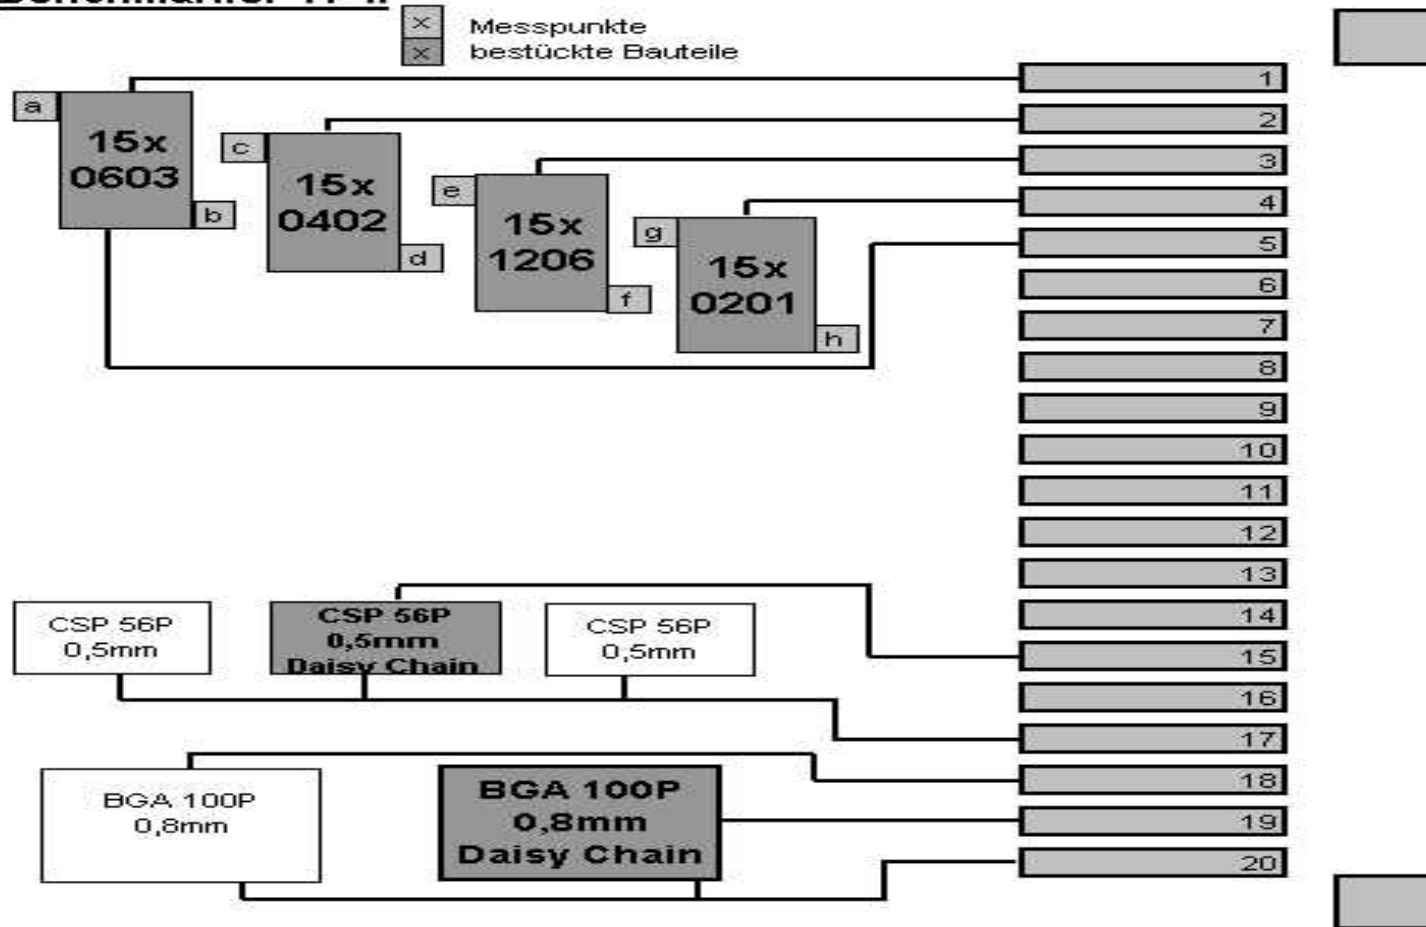 x Messpunkte
x bestückte Bauteile
1
a
15x
0603
b
2
c
15x
0402
d
3
e
15x
1206
f
4
g
15x
0201
h
5
6
7
8
9
10
11
12
13
14
15
16
17
18
19
20
CSP 56P
0,5mm
CSP 56P
0,5mm
Daisy Chain
CSP 56P
0,5mm
BGA 100P
0,8mm
BGA 100P
0,8mm
Daisy Chain